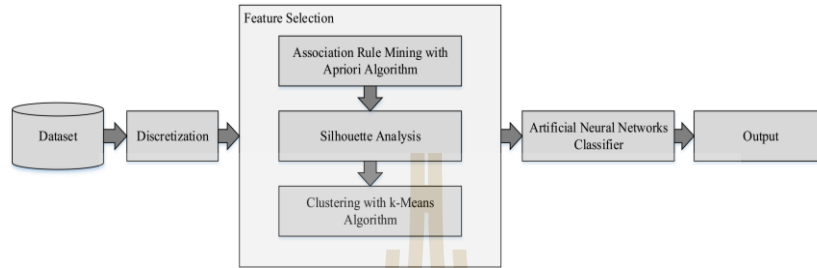 Feature Selection
Association Rule Mining with
Apriori Algorithm
Dataset
Discretization
Silhouette Analysis
Artificial Neural Networks
Classifier
Output
Clustering with k-Means
Algorithm